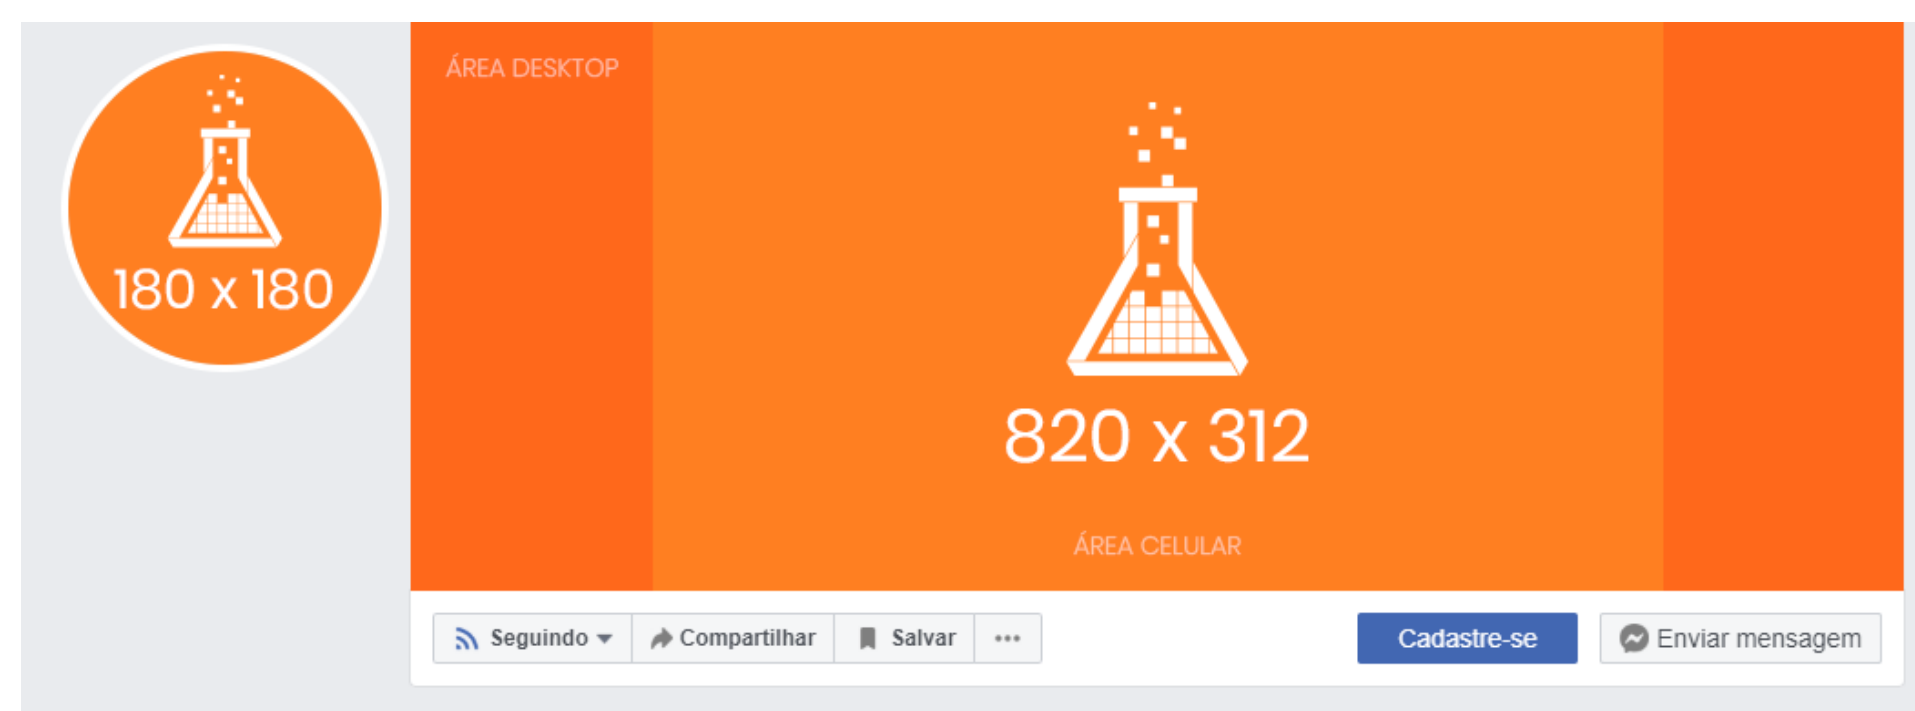 180 x 180
ÁREA DESKTOP
820 x 312
ÁREA CELULAR
Seguindo
Compartilhar
Salvar
Cadastre-se
Enviar mensagem